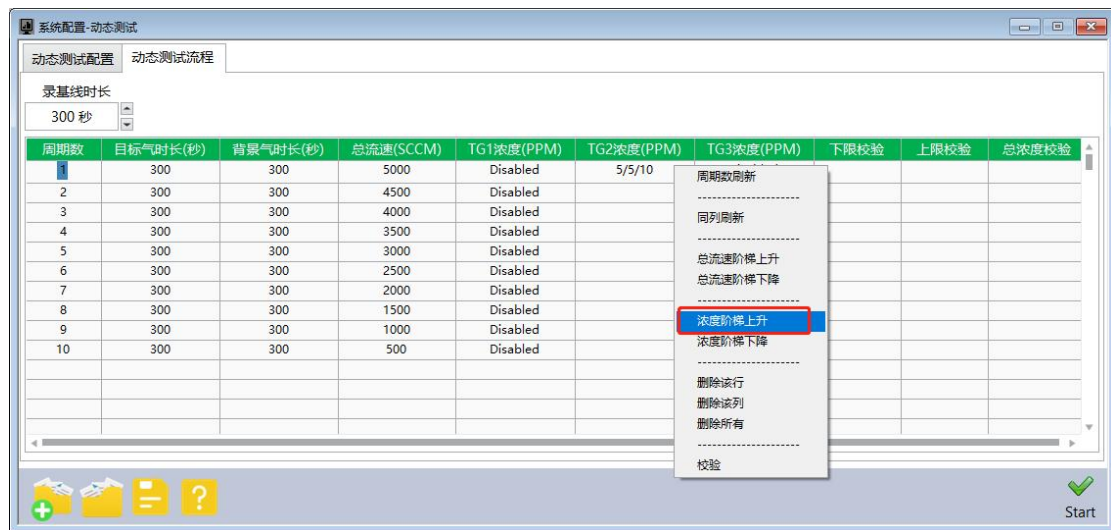 系统配置-动态测试
动态测试配置 动态测试流程
录基线时长
300 秒
周期数 目标气时长(秒) 背景气时长(秒) 总流速(SCCM) TG1浓度(PPM) TG2浓度(PPM) TG3浓度(PPM) 下限校验 上限校验 总浓度校验
1 300 300 5000 Disabled 5/5/10
2 300 300 4500 Disabled
3 300 300 4000 Disabled
4 300 300 3500 Disabled
5 300 300 3000 Disabled
6 300 300 2500 Disabled
7 300 300 2000 Disabled
8 300 300 1500 Disabled
9 300 300 1000 Disabled
10 300 300 500 Disabled
周期数刷新
--------------------
同列刷新
--------------------
总流速阶梯上升
总流速阶梯下降
--------------------
浓度阶梯上升
浓度阶梯下降
--------------------
删除该行
删除该列
删除所有
--------------------
校验
?
Start